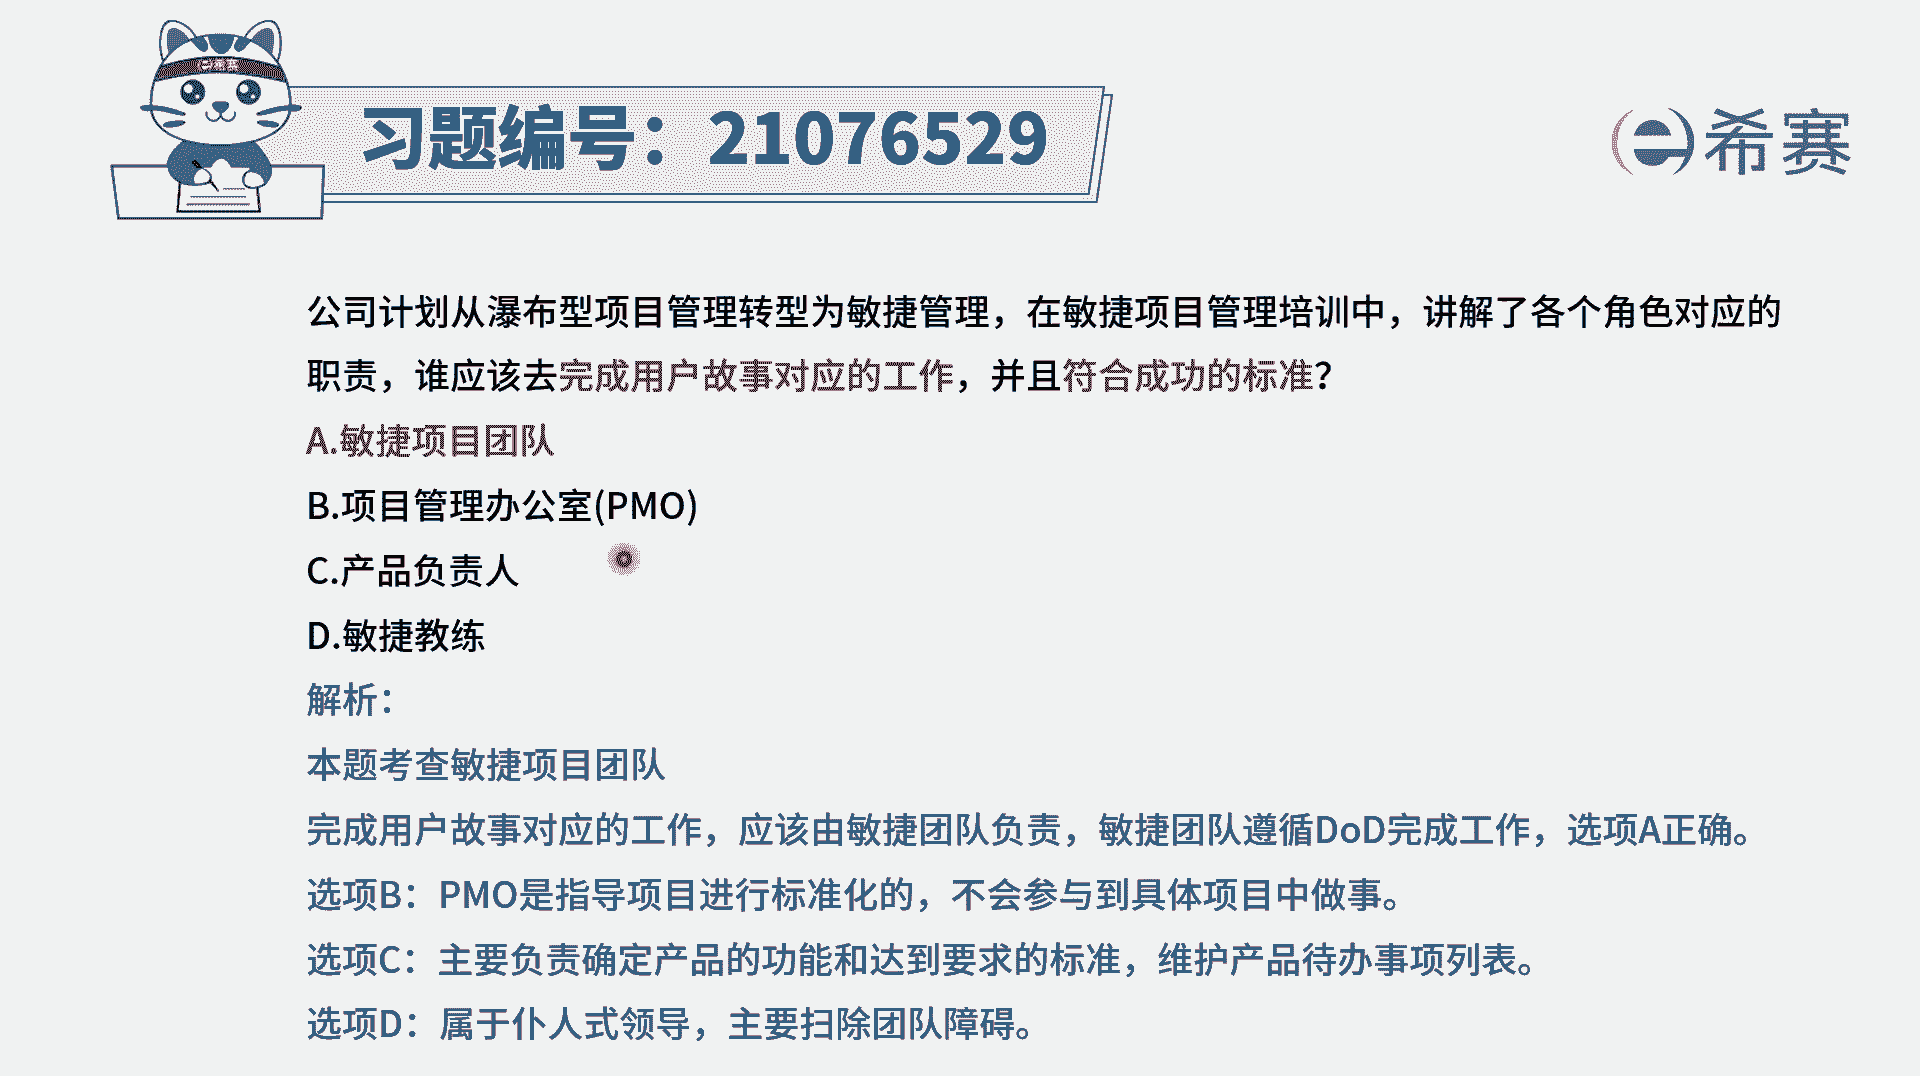 习题编号：21076529
希赛
公司计划从瀑布型项目管理转型为敏捷管理，在敏捷项目管理培训中，讲解了各个角色对应的
职责，谁应该去完成用户故事对应的工作，并且符合成功的标准？
A.敏捷项目团队
B.项目管理办公室(PMO)
C.产品负责人
D.敏捷教练
解析：
本题考查敏捷项目团队
完成用户故事对应的工作，应该由敏捷团队负责，敏捷团队遵循DoD完成工作，选项A正确。
选项B：PMO是指导项目进行标准化的，不会参与到具体项目中做事。
选项C：主要负责确定产品的功能和达到要求的标准，维护产品待办事项列表。
选项D：属于仆人式领导，主要扫除团队障碍。